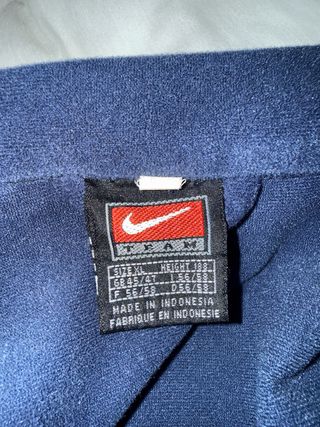 TEAM
SIZE XL HEIGHT 193
GB 45/47 I 56/58
F 56/58 D 56/58
MADE IN INDONESIA
FABRIQUE EN INDONESIE